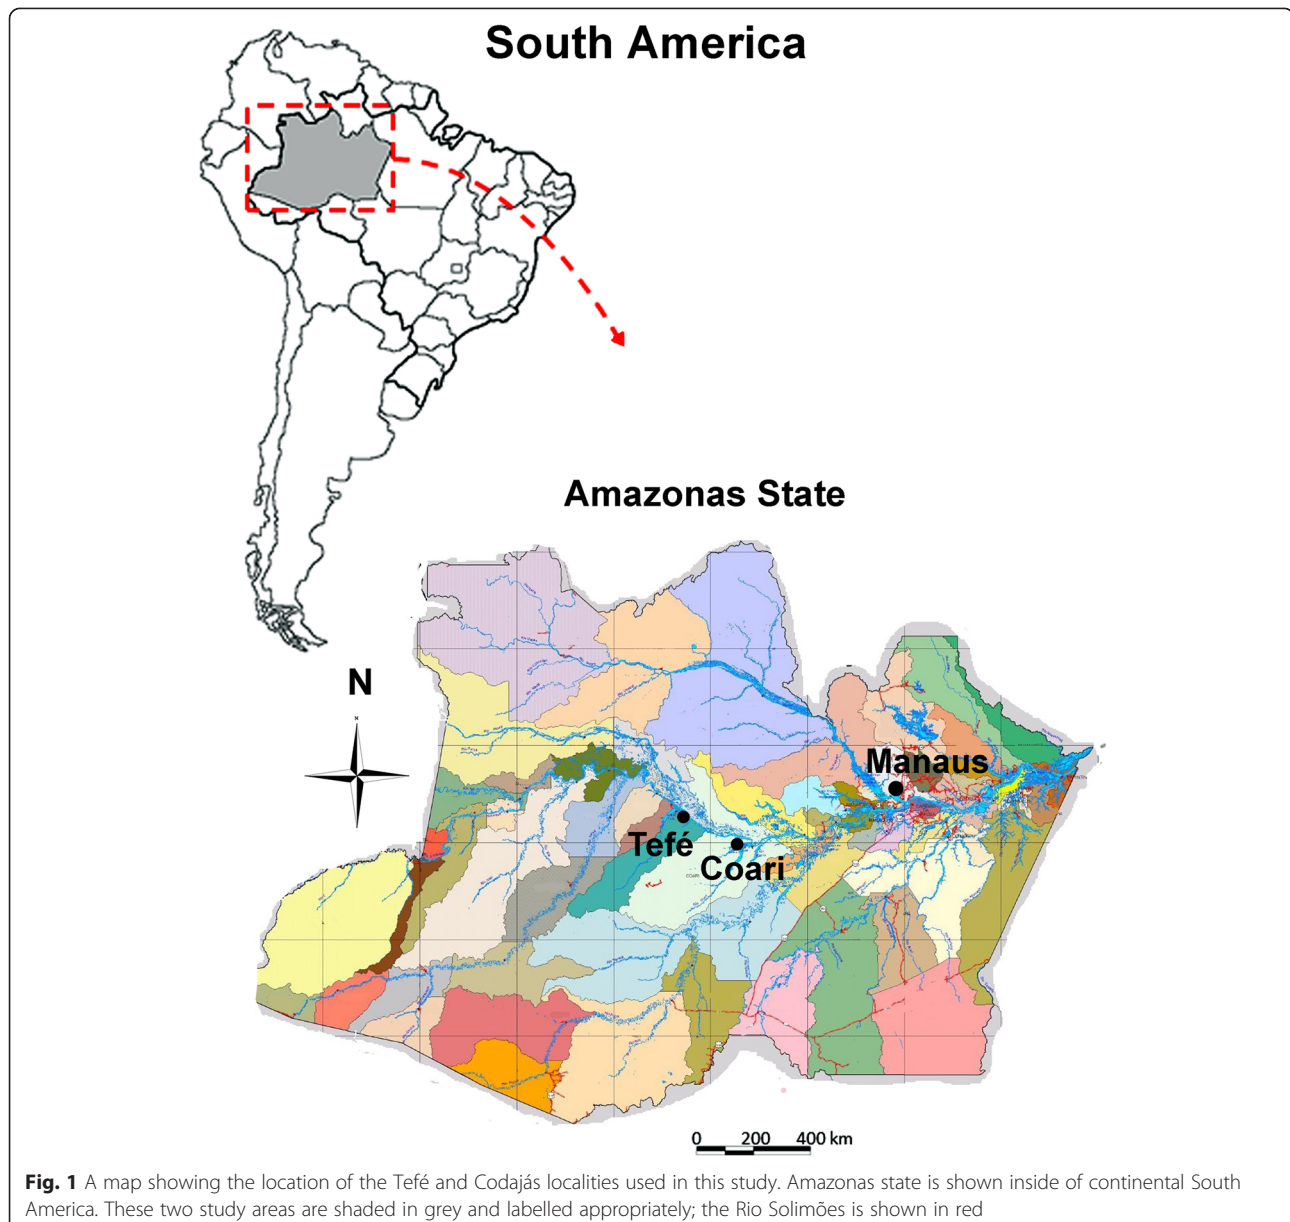 South America
Amazonas State
N
N
Manaus
Tefé
Coari
COARI
0 200 400 km
Fig. 1 A map showing the location of the Tefé and Codajás localities used in this study. Amazonas state is shown inside of continental South
America. These two study areas are shaded in grey and labelled appropriately; the Rio Solimões is shown in red